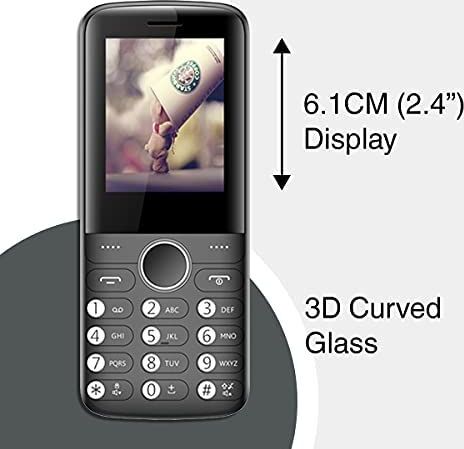 6.1CM (2.4”)
Display
3D Curved
Glass
1 2 ABC 3 DEF
4 GHI 5 JKL 6 MNO
7 PQRS 8 TUV 9 WXYZ
* 0 #